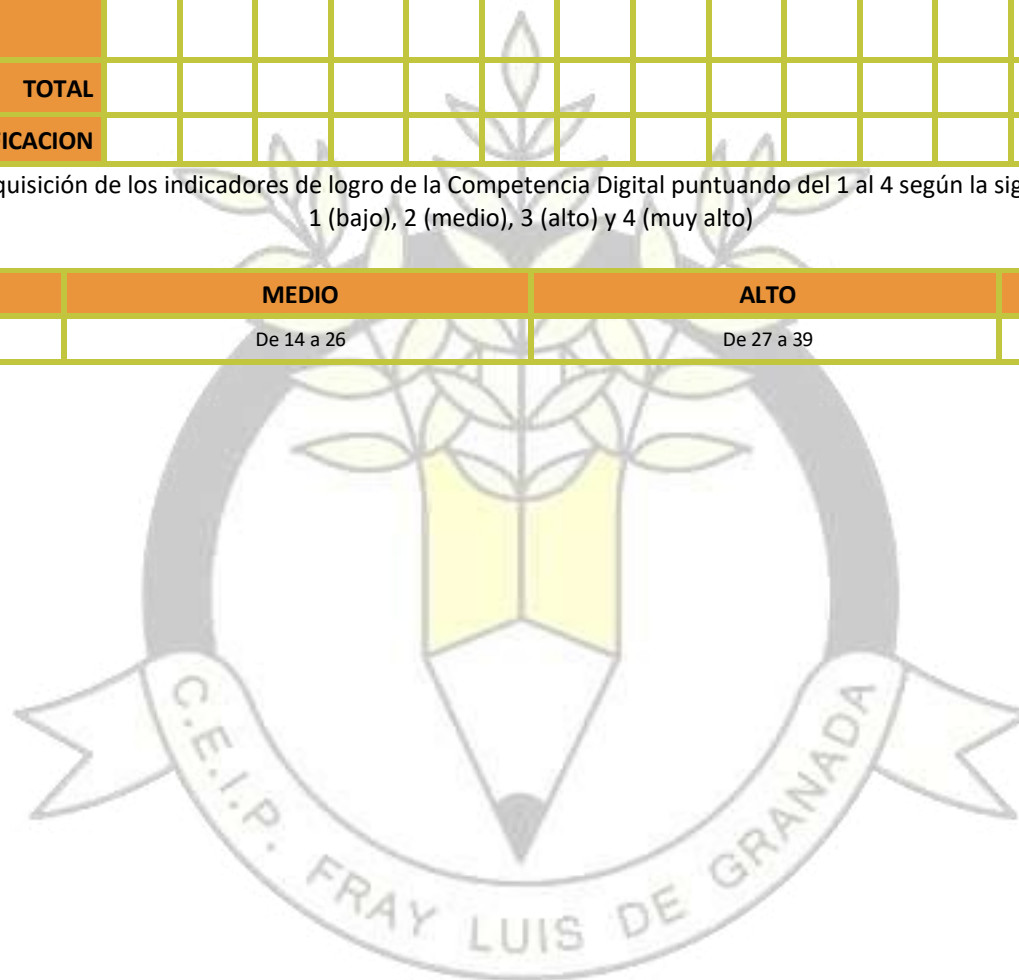 TOTAL
ICACION
quisición de los indicadores de logro de la Competencia Digital puntuando del 1 al 4 según la sig
1 (bajo), 2 (medio), 3 (alto) y 4 (muy alto)
MEDIO ALTO
De 14 a 26 De 27 a 39
C.E.I.P. FRAY LUIS DE GRANADA